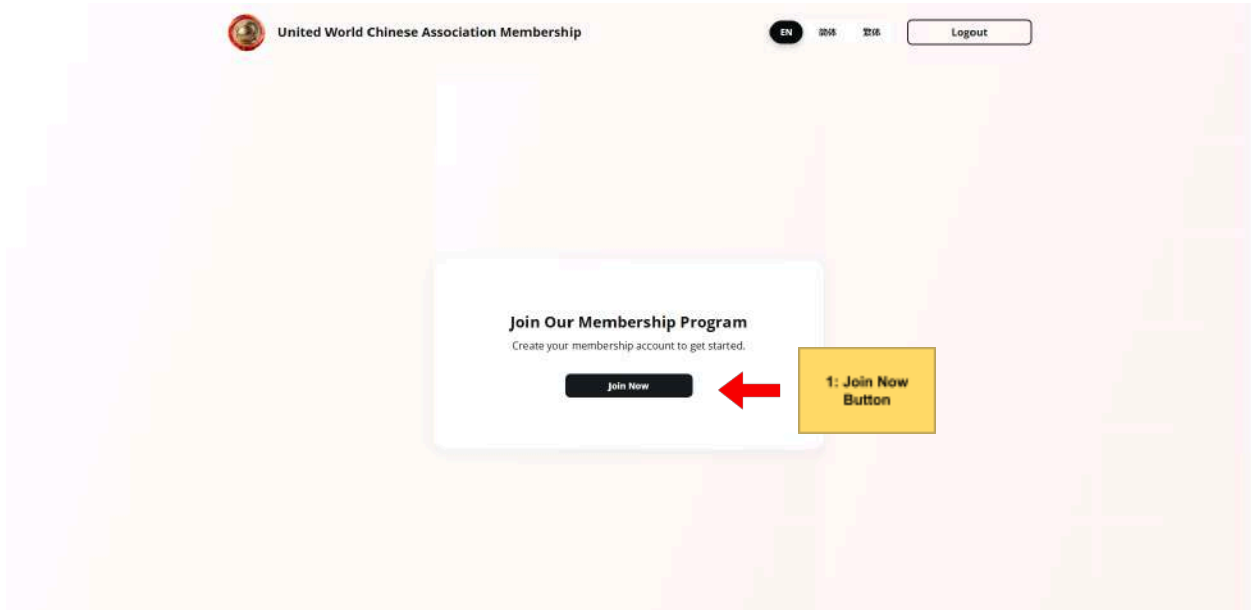 United World Chinese Association Membership
EN 简体 繁体 Logout
Join Our Membership Program
Create your membership account to get started.
Join Now
1: Join Now
Button